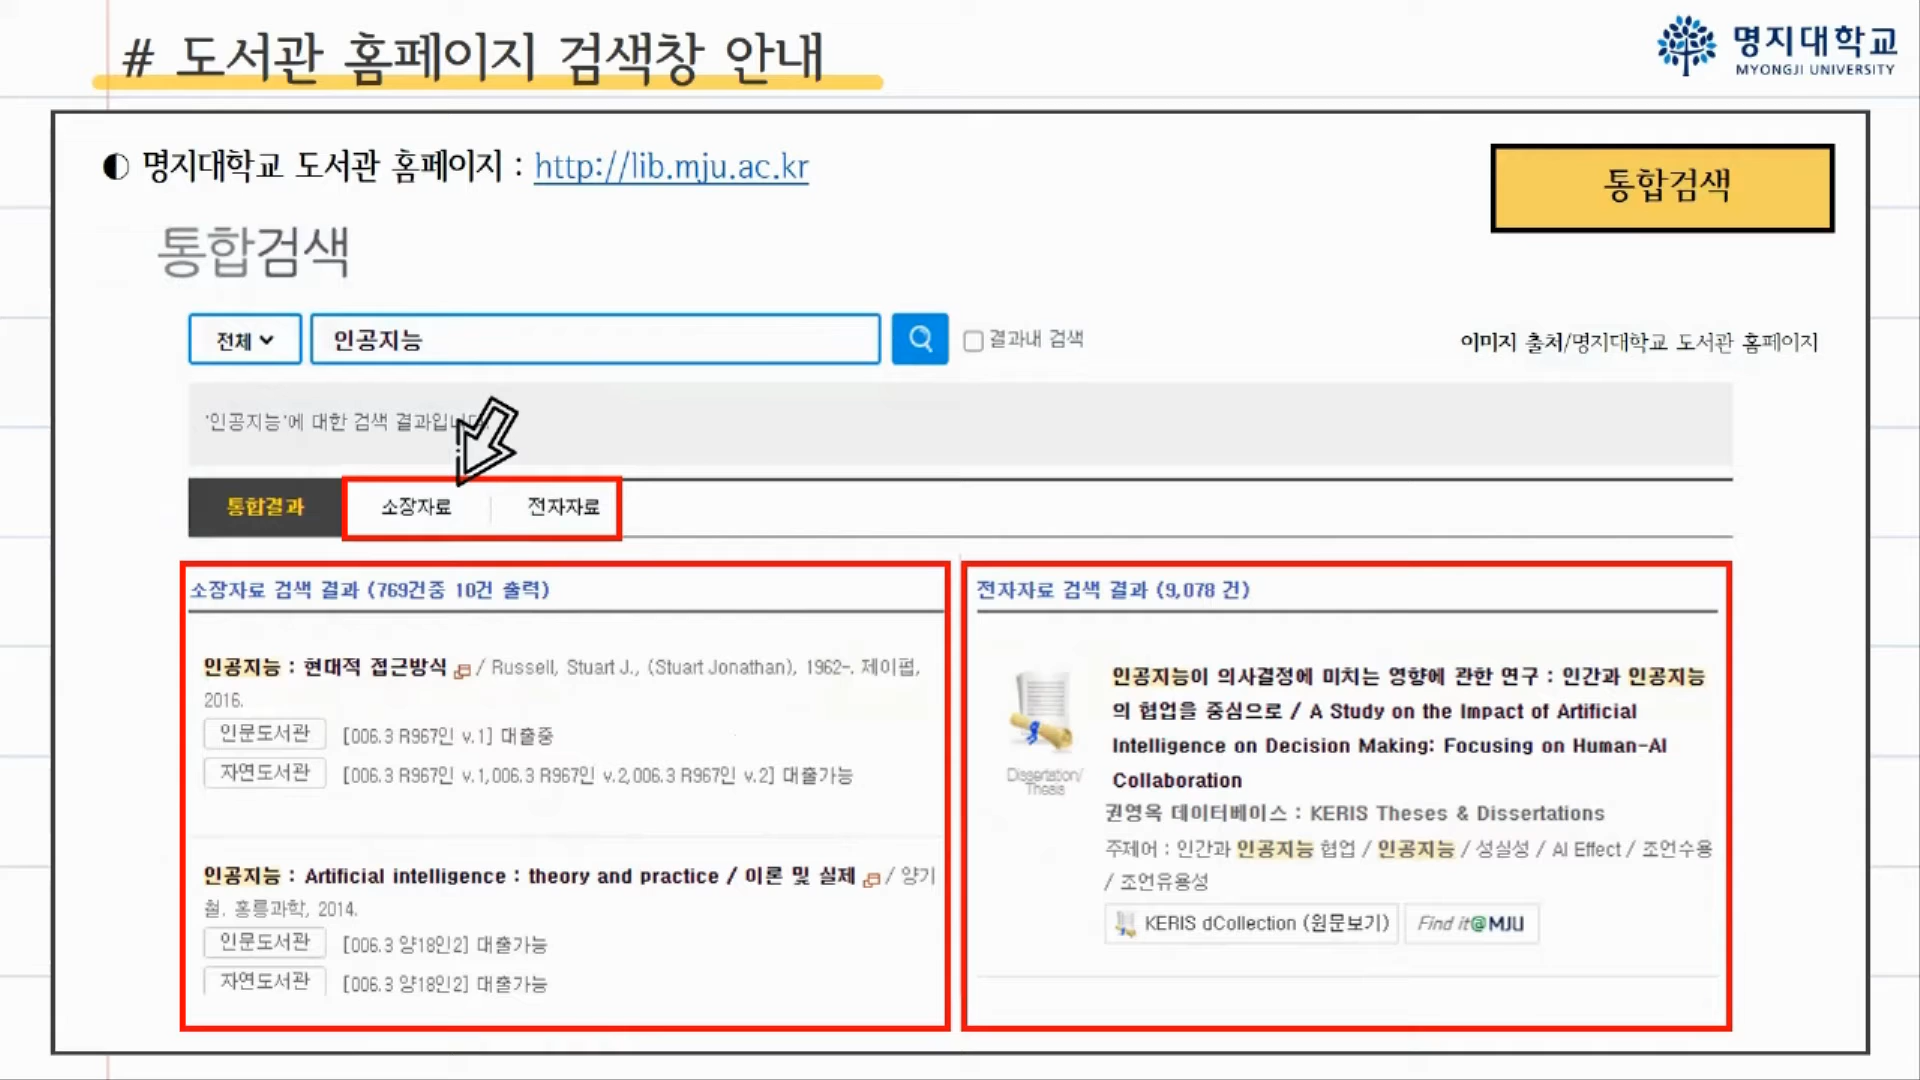 # 도서관 홈페이지 검색창 안내
명지대학교
MYONGJI UNIVERSITY
◐ 명지대학교 도서관 홈페이지 : http://lib.mju.ac.kr
통합검색
통합검색
전체 인공지능 결과내 검색
이미지 출처/명지대학교 도서관 홈페이지
'인공지능'에 대한 검색 결과입니다.
통합결과 소장자료 전자자료
소장자료 검색 결과 (769건중 10건 출력)
인공지능 : 현대적 접근방식 / Russell, Stuart J., (Stuart Jonathan), 1962-. 제이펍,
2016.
인문도서관 [006.3 R967인 v.1] 대출중
자연도서관 [006.3 R967인 v.1,006.3 R967인 v.2,006.3 R967인 v.2] 대출가능
인공지능 : Artificial intelligence : theory and practice / 이론 및 실제 / 양기
철. 홍릉과학, 2014.
인문도서관 [006.3 양18인2] 대출가능
자연도서관 [006.3 양18인2] 대출가능
전자자료 검색 결과 (9,078 건)
Dissertation/
Thesis
인공지능이 의사결정에 미치는 영향에 관한 연구 : 인간과 인공지능
의 협업을 중심으로 / A Study on the Impact of Artificial
Intelligence on Decision Making: Focusing on Human-AI
Collaboration
권영옥 데이터베이스 : KERIS Theses & Dissertations
주제어 : 인간과 인공지능 협업 / 인공지능 / 성실성 / AI Effect / 조언수용
/ 조언유용성
KERIS dCollection (원문보기) Find it@MJU